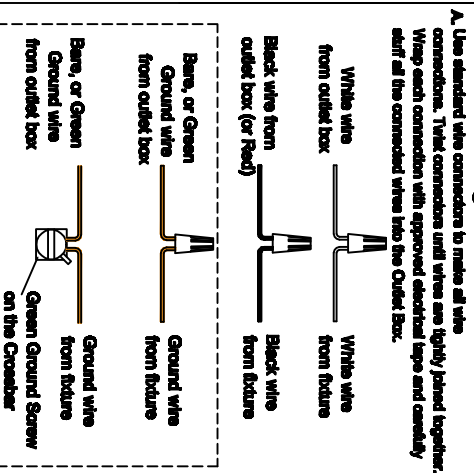 A. Use standard wire connectors to make all wire
connections. Twist connectors until wires are tightly joined together.
Wrap each connection with approved electrical tape and carefully
stuff all the connected wires into the Outlet Box.
White wire
from outlet box
White wire
from fixture
Black wire from
outlet box (or Red)
Black wire
from fixture
Bare, or Green
Ground wire
from outlet box
Ground wire
from fixture
Bare, or Green
Ground wire
from outlet box
Ground wire
from fixture
Green Ground Screw
on the Crossbar